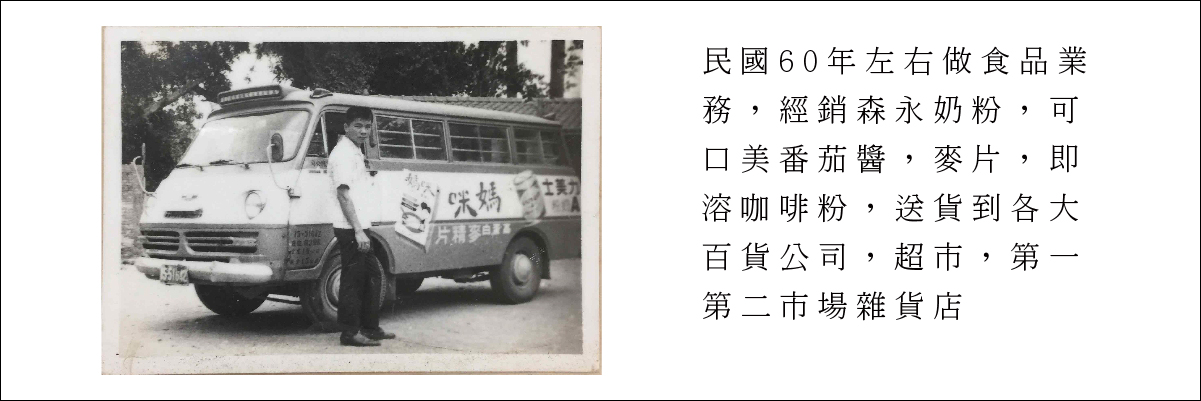 民國60年左右做食品業
務，經銷森永奶粉，可
口美番茄醬，麥片，即
溶咖啡粉，送貨到各大
百貨公司，超市，第一
第二市場雜貨店
咪媽
士美力
片精麥白